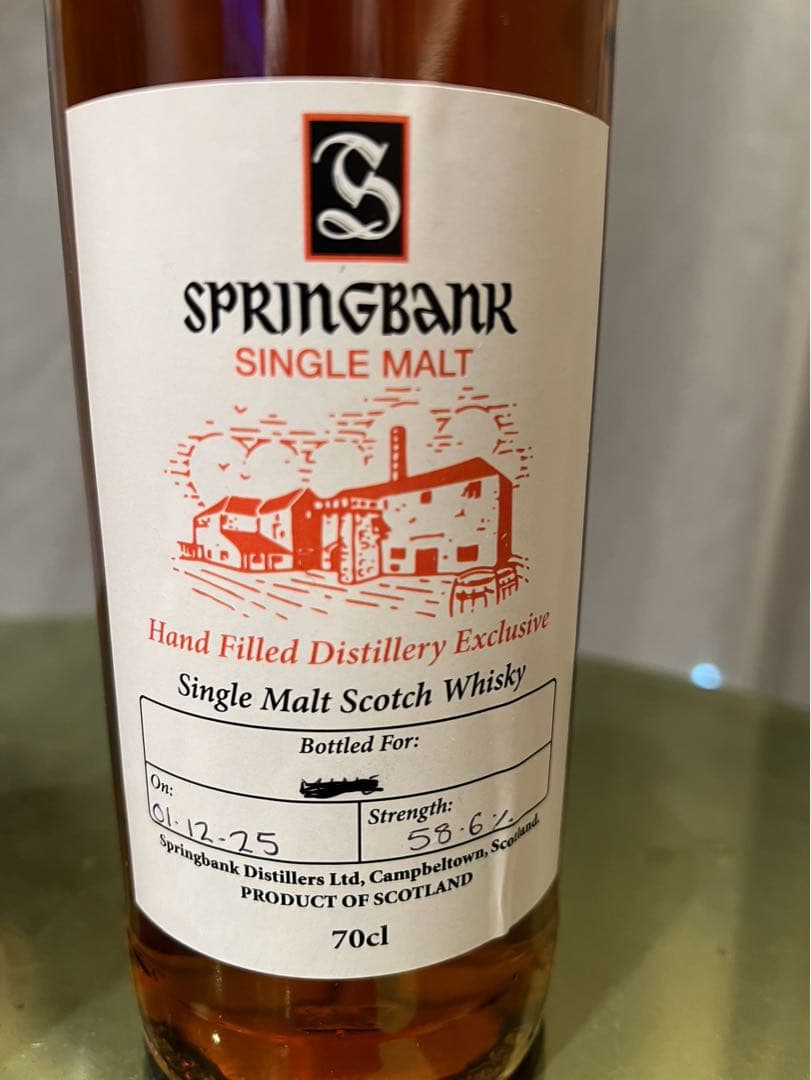 S
SPRINGBANK
SINGLE MALT
Hand Filled Distillery Exclusive
Single Malt Scotch Whisky
Bottled For:
On:
01-12-25
Strength:
58.6%
Springbank Distillers Ltd, Campbeltown, Scotland.
PRODUCT OF SCOTLAND
70cl